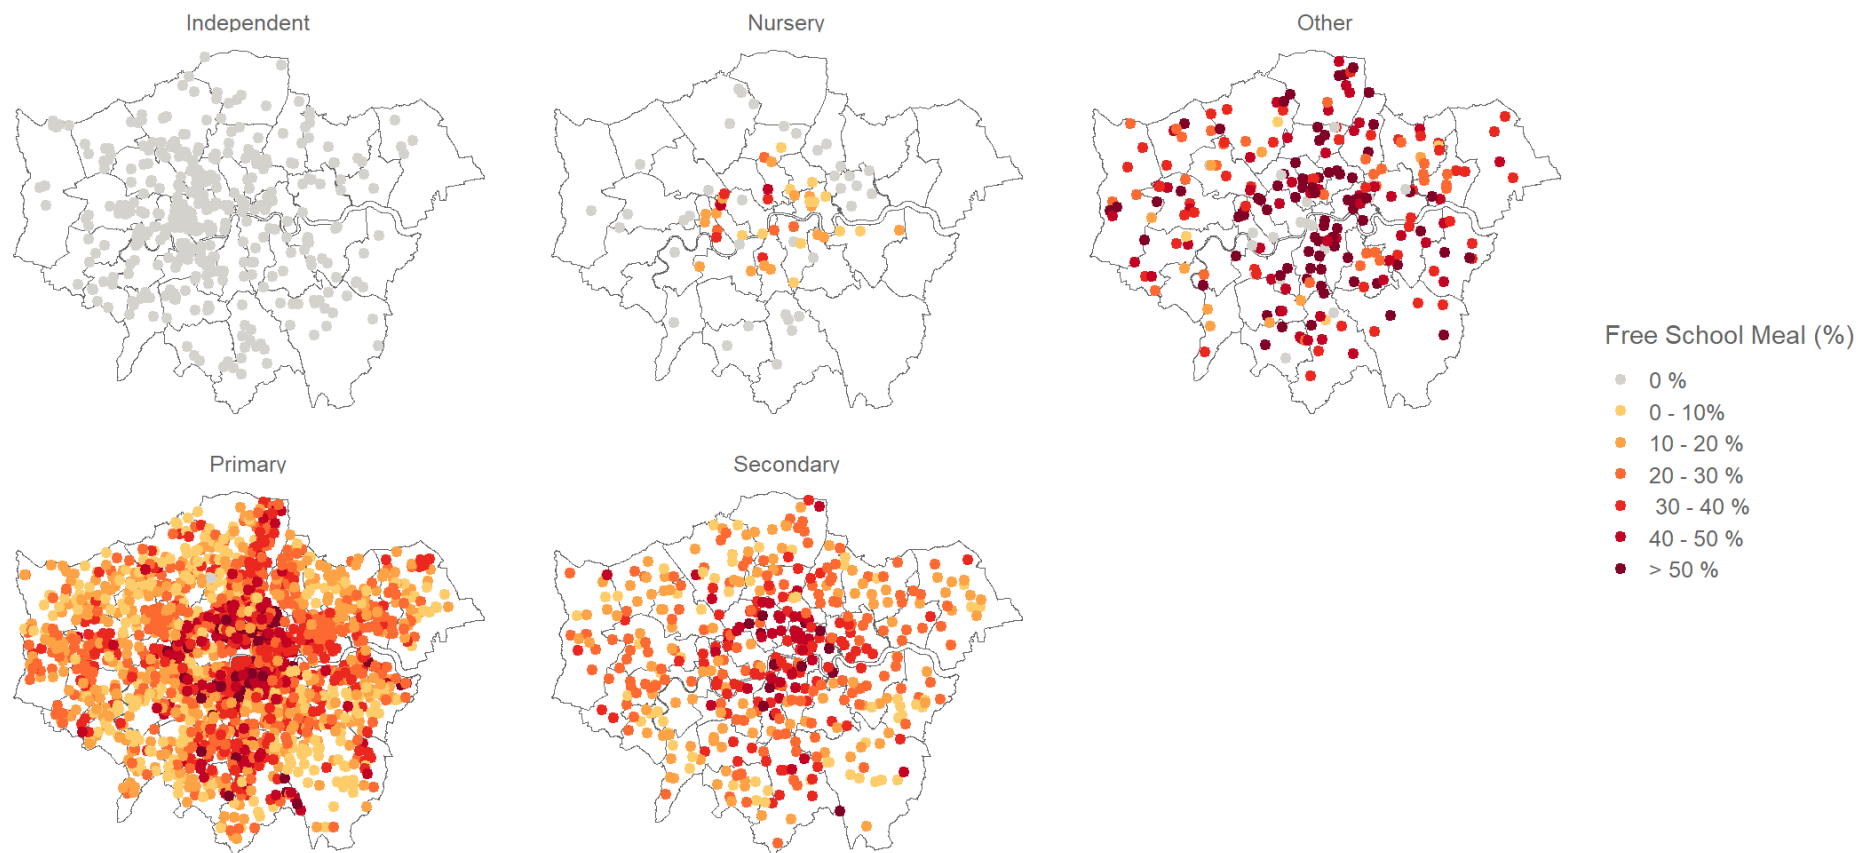 Independent
Nursery
Other
Primary
Secondary
Free School Meal (%)
0 %
0 - 10%
10 - 20 %
20 - 30 %
30 - 40 %
40 - 50 %
> 50 %